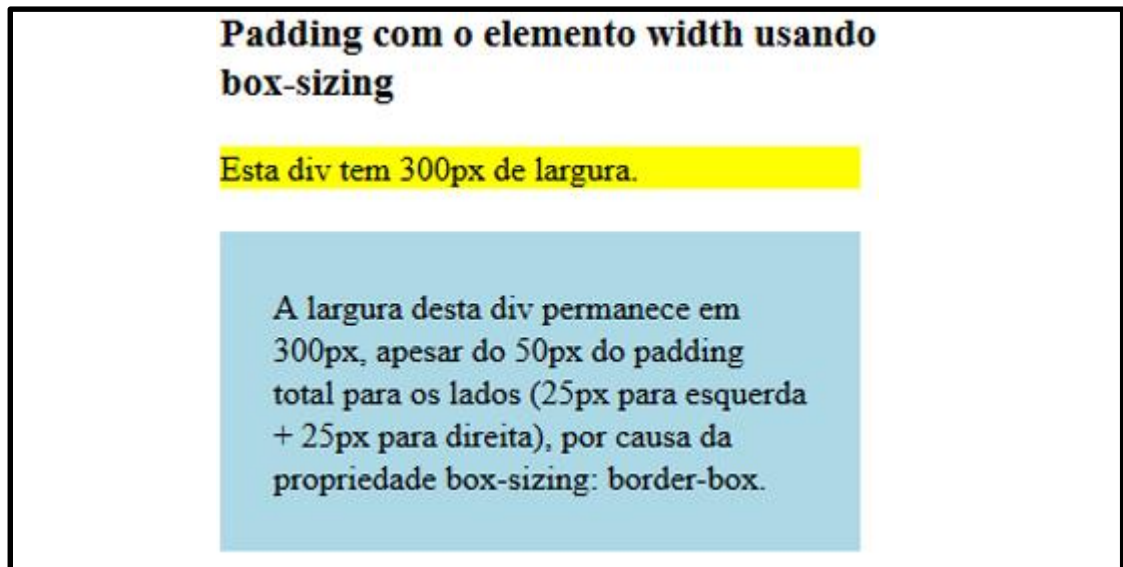 Padding com o elemento width usando
box-sizing
Esta div tem 300px de largura.
A largura desta div permanece em
300px, apesar do 50px do padding
total para os lados (25px para esquerda
+ 25px para direita), por causa da
propriedade box-sizing: border-box.